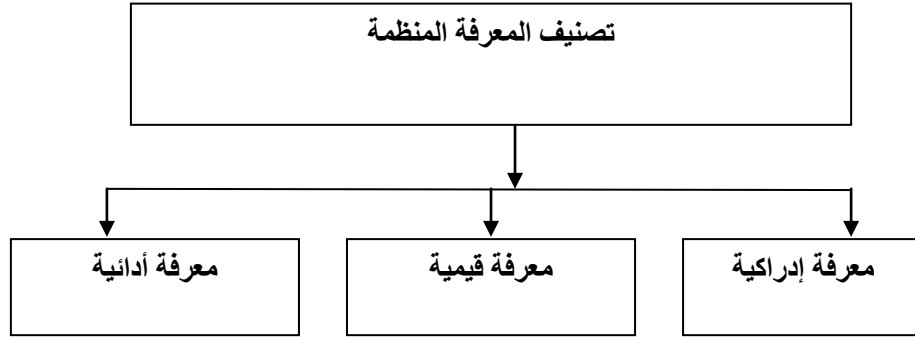 تصنيف المعرفة المنظمة
معرفة إدراكية
معرفة قيمية
معرفة أدائية